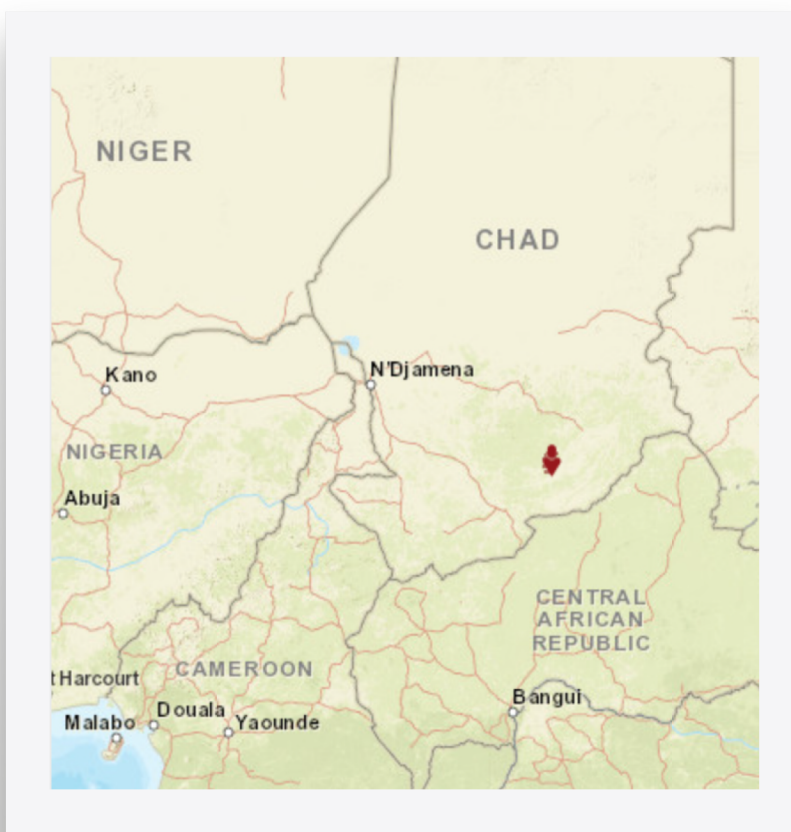 NIGER
CHAD
Kano
N'Djamena
NIGERIA
Abuja
CENTRAL
AFRICAN
REPUBLIC
t Harcourt
CAMEROON
Malabo
Douala
Yaounde
Bangui